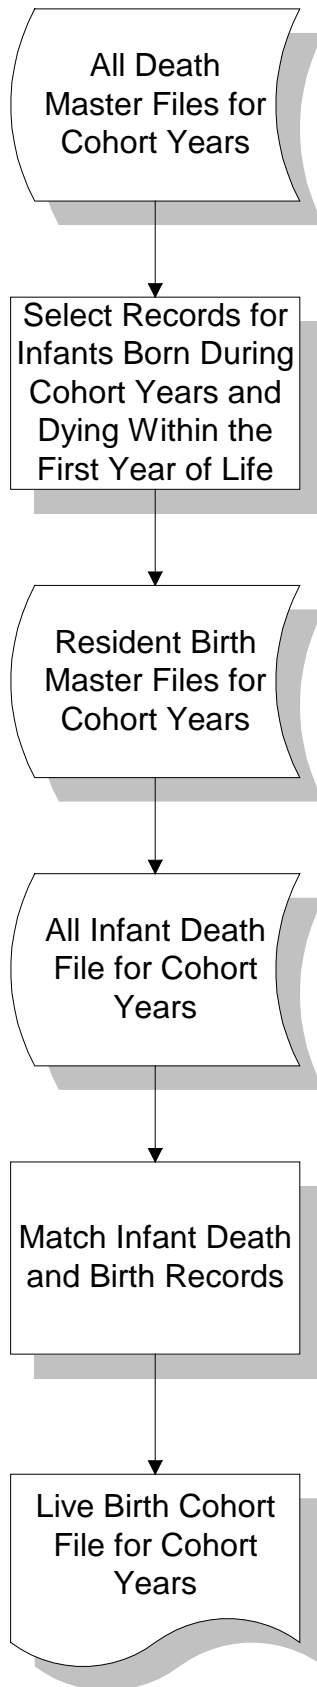 All Death
Master Files for
Cohort Years
Select Records for
Infants Born During
Cohort Years and
Dying Within the
First Year of Life
Resident Birth
Master Files for
Cohort Years
All Infant Death
File for Cohort
Years
Match Infant Death
and Birth Records
Live Birth Cohort
File for Cohort
Years